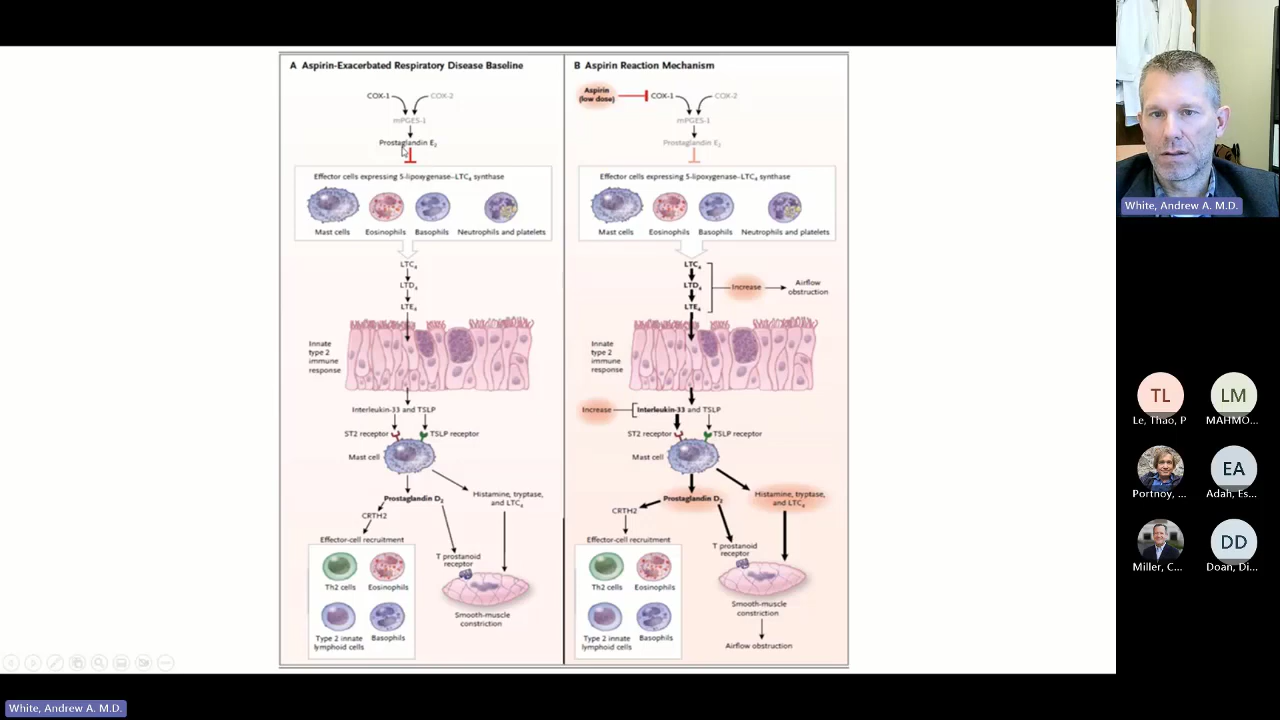 A Aspirin-Exacerbated Respiratory Disease Baseline
COX-1
COX-2
mPGES-1
Prostaglandin E2
Effector cells expressing 5-lipoxygenase–LTC4 synthase
Mast cells
Eosinophils
Basophils
Neutrophils and platelets
LTC4
LTD4
LTE4
Innate
type 2
immune
response
Interleukin-33 and TSLP
ST2 receptor
TSLP receptor
Mast cell
Prostaglandin D2
Histamine, tryptase,
and LTC4
CRTH2
Effector-cell recruitment
T prostanoid
receptor
Th2 cells
Eosinophils
Type 2 innate
lymphoid cells
Basophils
Smooth-muscle
constriction
B Aspirin Reaction Mechanism
Aspirin
(low dose)
COX-1
COX-2
mPGES-1
Prostaglandin E2
Effector cells expressing 5-lipoxygenase–LTC4 synthase
Mast cells
Eosinophils
Basophils
Neutrophils and platelets
LTC4
LTD4
LTE4
Increase
Airflow
obstruction
Innate
type 2
immune
response
Increase
Interleukin-33 and TSLP
ST2 receptor
TSLP receptor
Mast cell
Prostaglandin D2
Histamine, tryptase,
and LTC4
CRTH2
Effector-cell recruitment
T prostanoid
receptor
Th2 cells
Eosinophils
Type 2 innate
lymphoid cells
Basophils
Smooth-muscle
constriction
Airflow obstruction
White, Andrew A. M.D.
TL
LM
Le, Thao, P
MAHMO...
EA
Portnoy, ...
Adah, Es...
DD
Miller, C...
Doan, Di...
White, Andrew A. M.D.